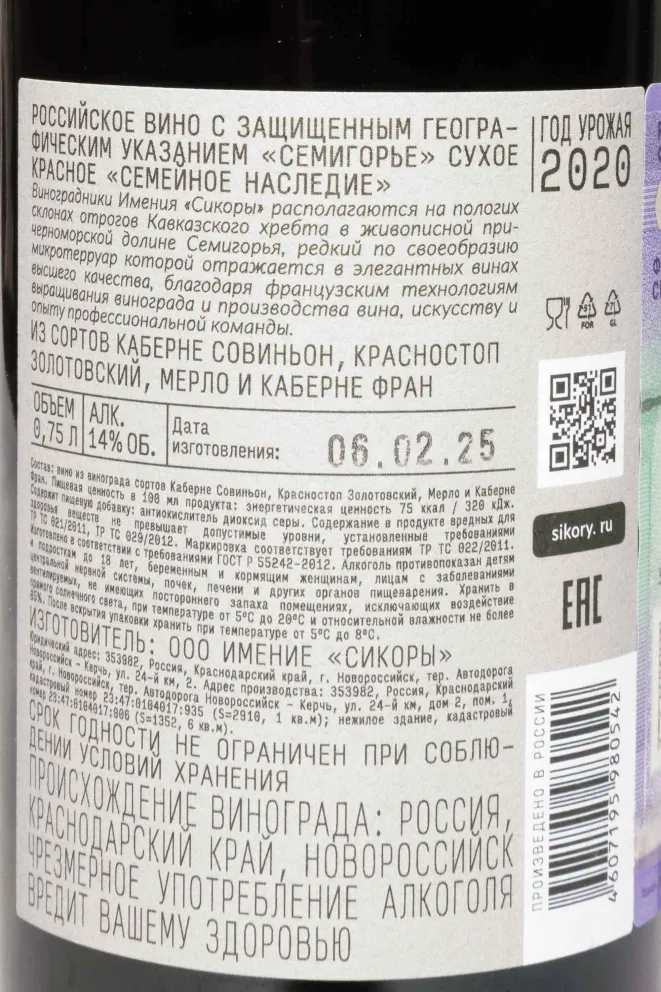 РОССИЙСКОЕ ВИНО С ЗАЩИЩЕННЫМ ГЕОГРА-
ФИЧЕСКИМ УКАЗАНИЕМ «СЕМИГОРЬЕ» СУХОЕ
КРАСНОЕ «СЕМЕЙНОЕ НАСЛЕДИЕ»
ГОД УРОЖАЯ
2020
Виноградники Имения «Сикоры» располагаются на пологих
склонах отрогов Кавказского хребта в живописной при-
черноморской долине Семигорья, редкий по своеобразию
микротерруар которой отражается в элегантных винах
высшего качества, благодаря французским технологиям
выращивания винограда и производства вина, искусству и
опыту профессиональной команды.
ИЗ СОРТОВ КАБЕРНЕ СОВИНЬОН, КРАСНОСТОП
ЗОЛОТОВСКИЙ, МЕРЛО И КАБЕРНЕ ФРАН
FOR
GL
ОБЪЕМ
0,75 Л
АЛК.
14% ОБ.
Дата
изготовления:
06.02.25
Состав: вино из винограда сортов Каберне Совиньон, Красностоп Золотовский, Мерло и Каберне
Фран. Пищевая ценность в 100 мл продукта: энергетическая ценность 75 ккал / 320 кДж.
Содержит пищевую добавку: антиокислитель диоксид серы. Содержание в продукте вредных для
здоровья веществ не превышает допустимые уровни, установленные требованиями
ТР ТС 021/2011, ТР ТС 029/2012. Маркировка соответствует требованиям ТР ТС 022/2011.
Изготовлено в соответствии с требованиями ГОСТ Р 55242-2012. Алкоголь противопоказан детям
и подросткам до 18 лет, беременным и кормящим женщинам, лицам с заболеваниями
центральной нервной системы, почек, печени и других органов пищеварения. Хранить в
вентилируемых, не имеющих постороннего запаха помещениях, исключающих воздействие
прямого солнечного света, при температуре от 5°С до 20°С и относительной влажности не более
85%. После вскрытия упаковки хранить при температуре от 5°С до 8°С.
sikory.ru
EAC
ИЗГОТОВИТЕЛЬ: ООО ИМЕНИЕ «СИКОРЫ»
Юридический адрес: 353982, Россия, Краснодарский край, г. Новороссийск, тер. Автодорога
Новороссийск - Керчь, ул. 24-й км, 2. Адрес производства: 353982, Россия, Краснодарский
край, г. Новороссийск, тер. Автодорога Новороссийск - Керчь, ул. 24-й км, дом 2, пом. 1,
кадастровый номер 23:47:0104017:935 (S=2910, 1 кв.м); нежилое здание, кадастровый
номер 23:47:0104017:806 (S=1352, 6 кв.м).
СРОК ГОДНОСТИ НЕ ОГРАНИЧЕН ПРИ СОБЛЮ-
ДЕНИИ УСЛОВИЙ ХРАНЕНИЯ
ПРОИСХОЖДЕНИЕ ВИНОГРАДА: РОССИЯ,
КРАСНОДАРСКИЙ КРАЙ, НОВОРОССИЙСК
ЧРЕЗМЕРНОЕ УПОТРЕБЛЕНИЕ АЛКОГОЛЯ
ВРЕДИТ ВАШЕМУ ЗДОРОВЬЮ
ПРОИЗВЕДЕНО В РОССИИ
4 607195 980542